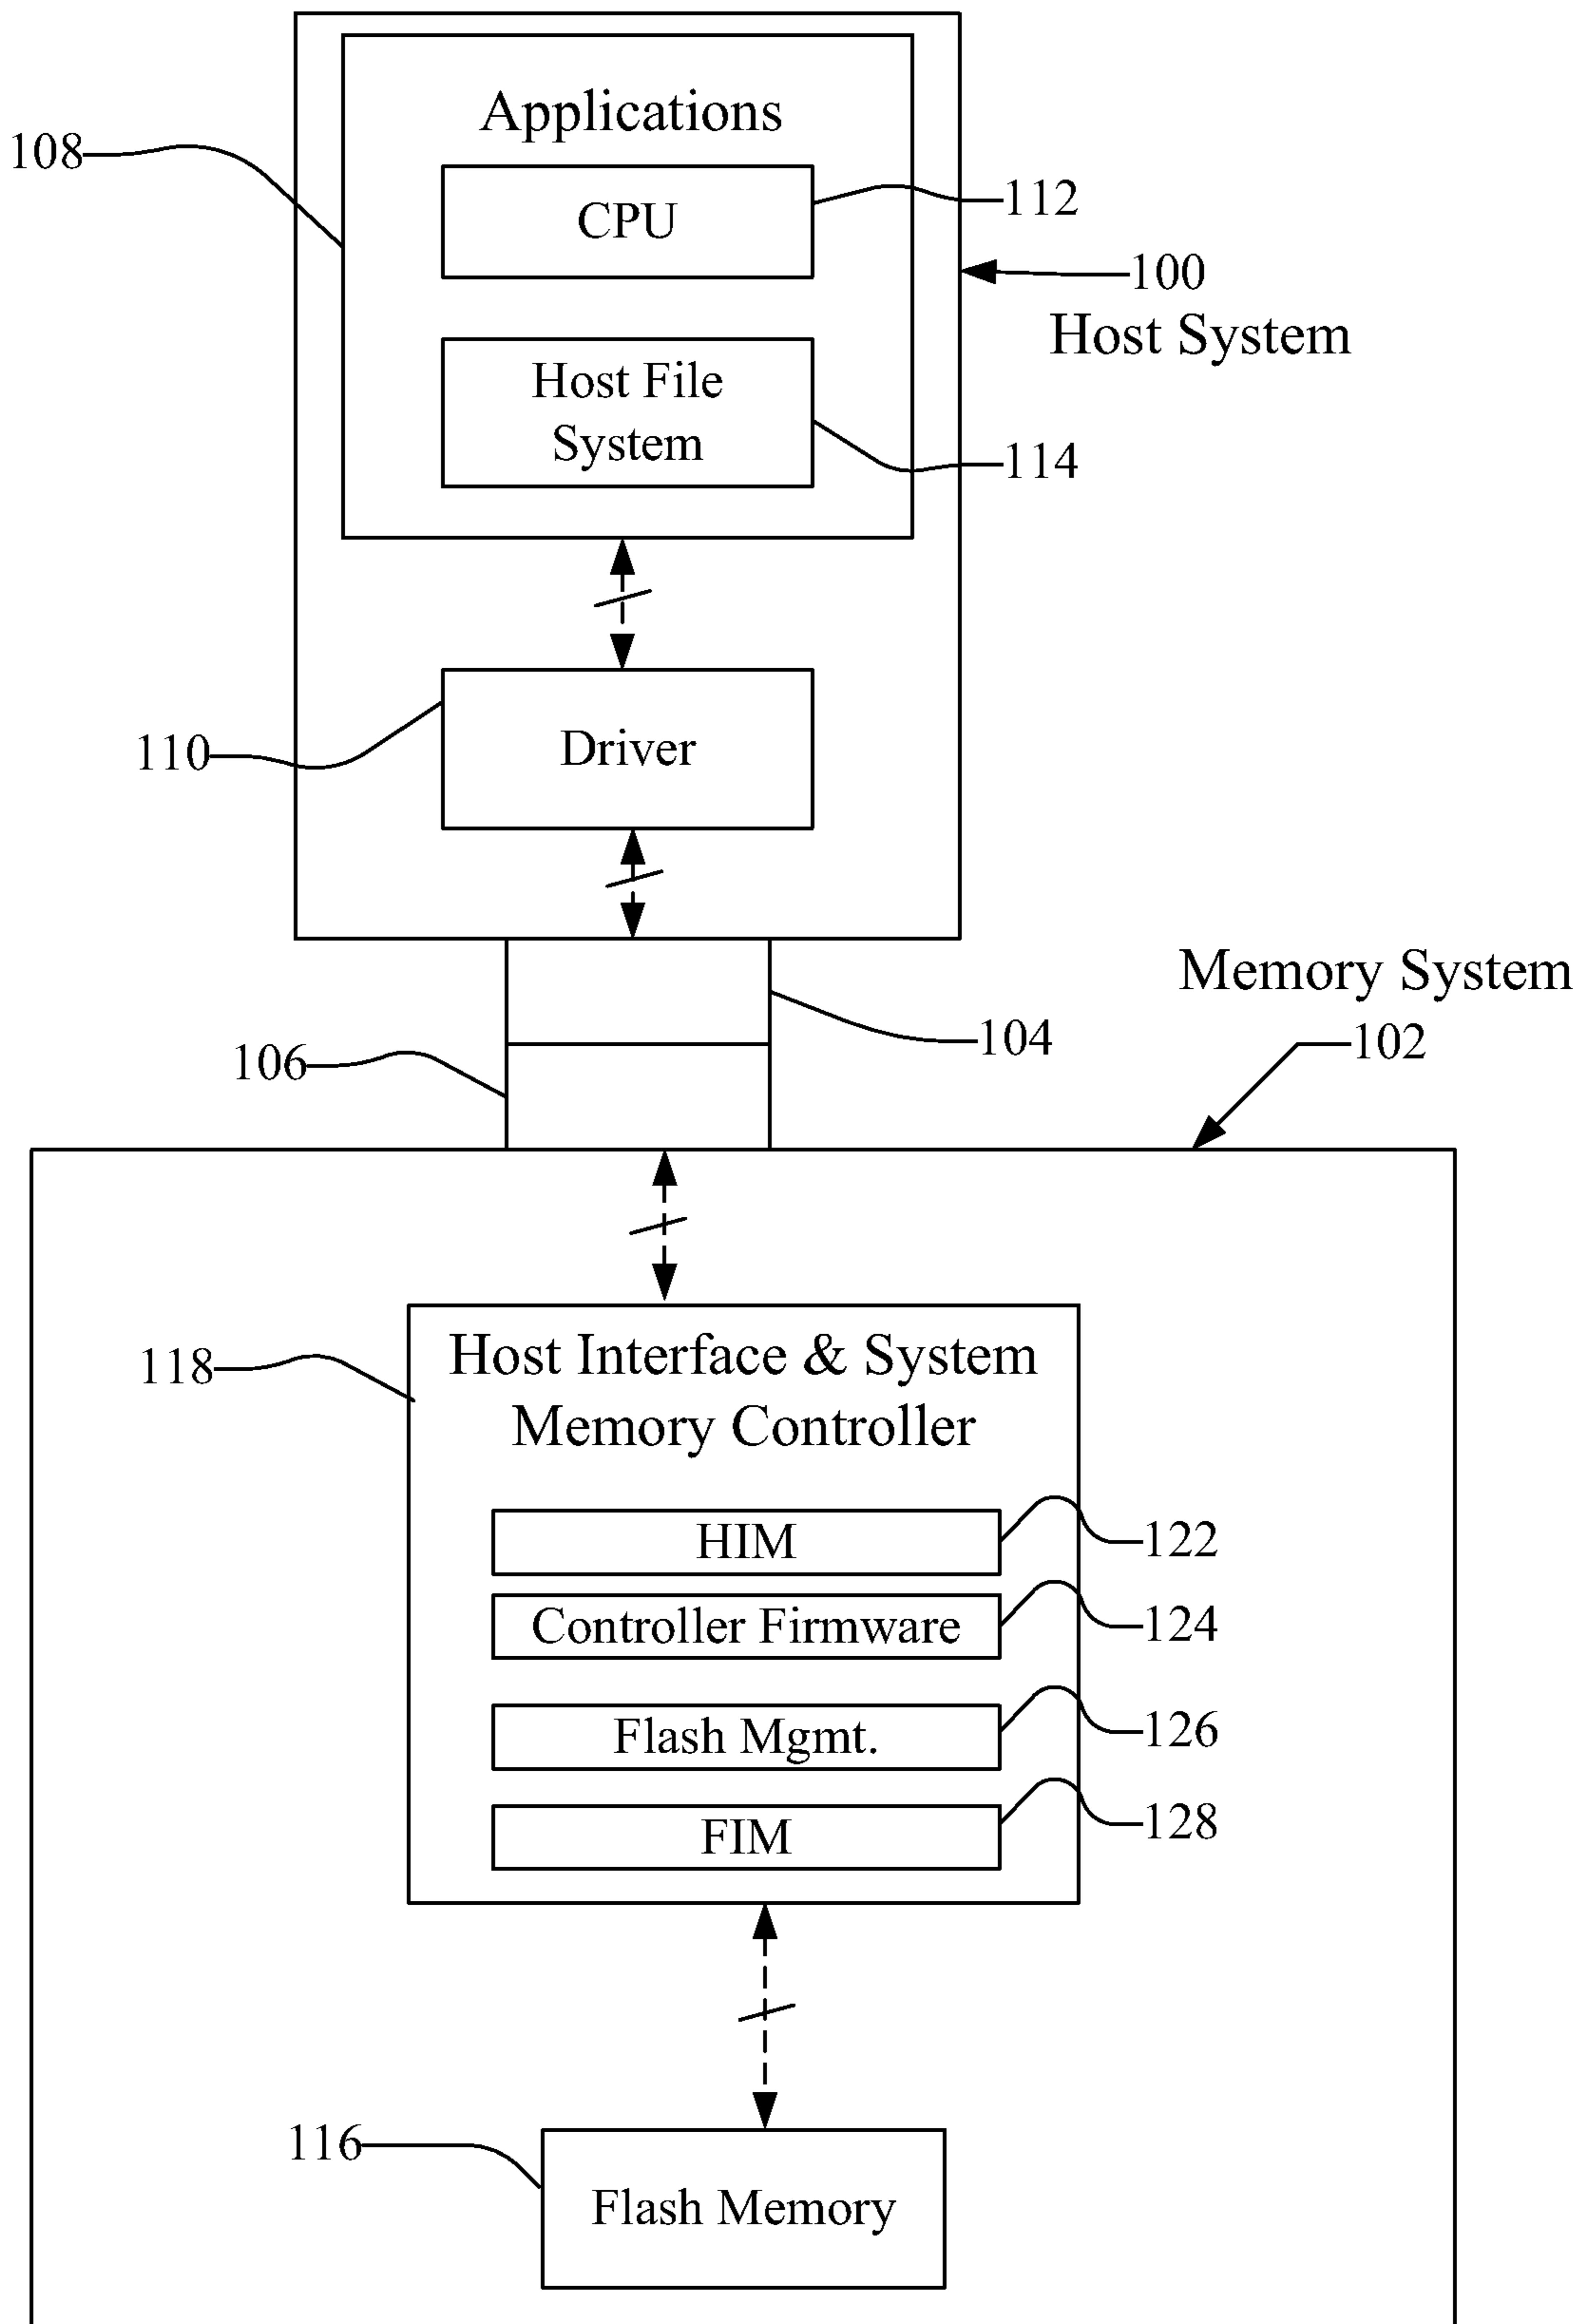 Applications
108
CPU
112
100
Host System
Host File
System
114
110
Driver
Memory System
104
102
106
118
Host Interface & System
Memory Controller
HIM
122
Controller Firmware
124
Flash Mgmt.
126
FIM
128
116
Flash Memory